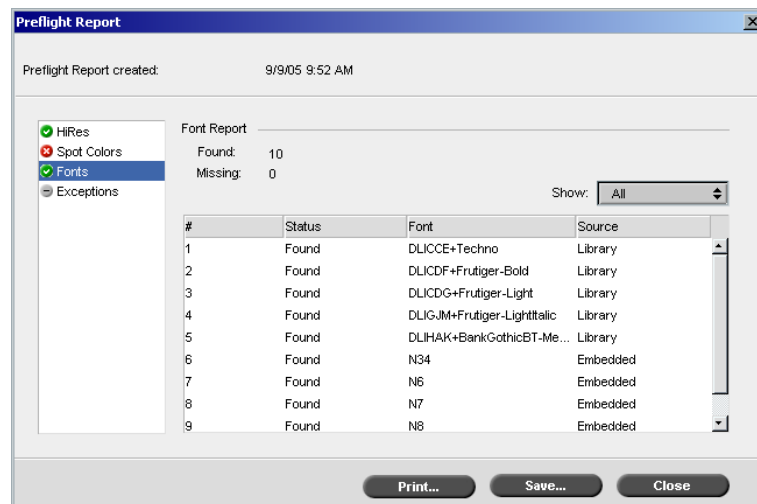 Preflight Report
Preflight Report created: 9/9/05 9:52 AM
HiRes
Spot Colors
Fonts
Exceptions
Font Report
Found: 10
Missing: 0
Show: All
# Status Font Source
1 Found DLICCE+Techno Library
2 Found DLICDF+Frutiger-Bold Library
3 Found DLICDG+Frutiger-Light Library
4 Found DLIGJM+Frutiger-LightItalic Library
5 Found DLIHAK+BankGothicBT-Me... Library
6 Found N34 Embedded
7 Found N6 Embedded
8 Found N7 Embedded
9 Found N8 Embedded
Print... Save... Close